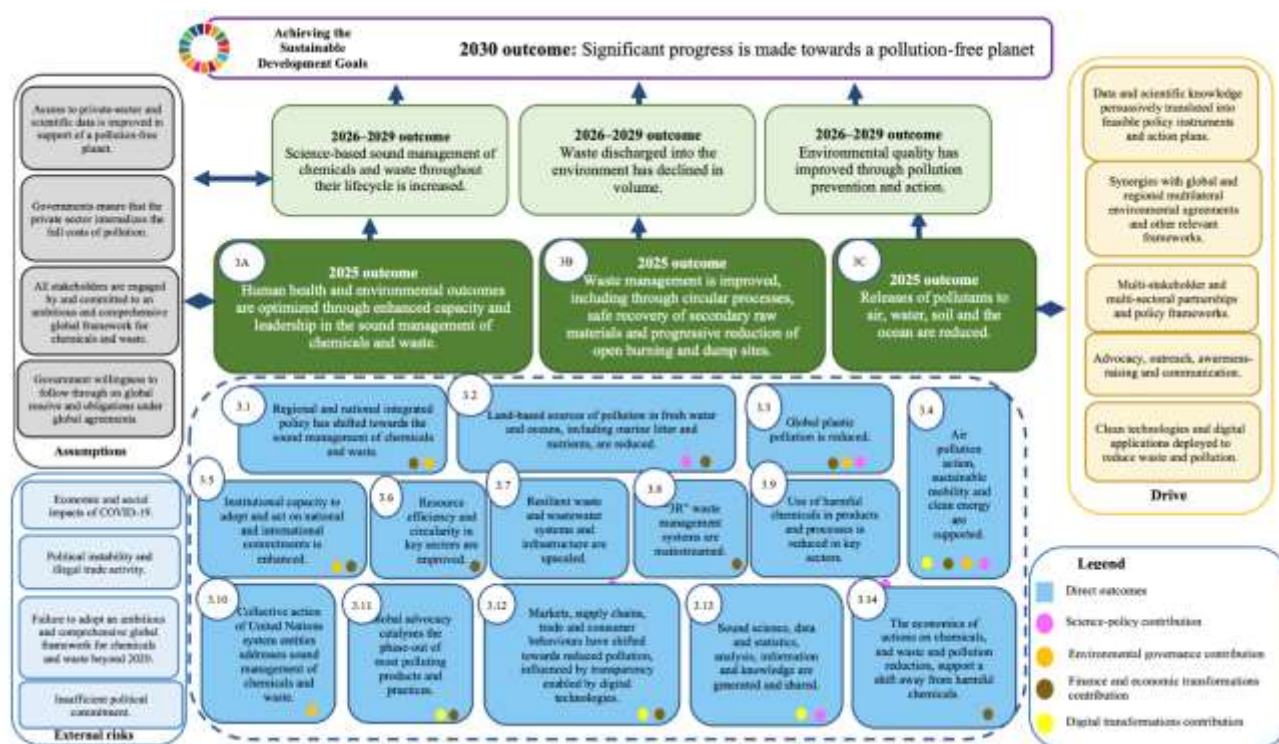 Achieving the
Sustainable
Development Goals
2030 outcome: Significant progress is made towards a pollution-free planet
Access to private-sector and
scientific data is improved in
support of a pollution-free
planet.
Governments ensure that the
private sector internalizes the
full costs of pollution.
All stakeholders are engaged
by and committed to an
ambitious and comprehensive
global framework for
chemicals and waste.
Government willingness to
follow through on global
resolve and obligations under
global agreements.
Assumptions
Economic and social
impacts of COVID-19.
Political instability and
illegal trade activity.
Failure to adopt an ambitious
and comprehensive global
framework for chemicals
and waste beyond 2020.
Insufficient political
commitment.
External risks
2026–2029 outcome
Science-based sound management of
chemicals and waste throughout
their lifecycle is increased.
2026–2029 outcome
Waste discharged into the
environment has declined in
volume.
2026–2029 outcome
Environmental quality has
improved through pollution
prevention and action.
3A
2025 outcome
Human health and environmental outcomes
are optimized through enhanced capacity and
leadership in the sound management of
chemicals and waste.
3B
2025 outcome
Waste management is improved,
including through circular processes,
safe recovery of secondary raw
materials and progressive reduction of
open burning and dump sites.
3C
2025 outcome
Releases of pollutants to
air, water, soil and the
ocean are reduced.
3.1
Regional and national integrated
policy has shifted towards the
sound management of chemicals
and waste.
3.2
Land-based sources of pollution in fresh water
and oceans, including marine litter and
nutrients, are reduced.
3.3
Global plastic
pollution is reduced.
3.4
Air
pollution action,
sustainable
mobility and
clean energy
are
supported.
3.5
Institutional capacity to
adopt and act on national
and international
commitments is
enhanced.
3.6
Resource
efficiency and
circularity in
key sectors are
improved.
3.7
Resilient waste
and wastewater
systems and
infrastructure are
upscaled.
3.8
"3R" waste
management
systems are
mainstreamed.
3.9
Use of harmful
chemicals in products
and processes is
reduced in key
sectors.
3.10
Collective action
of United Nations
system entities
addresses sound
management of
chemicals and
waste.
3.11
Global advocacy
catalyses the
phase-out of
most polluting
products and
practices.
3.12
Markets, supply chains,
trade and consumer
behaviours have shifted
towards reduced pollution,
influenced by transparency
enabled by digital
technologies.
3.13
Sound science, data
and statistics,
analysis, information
and knowledge are
generated and shared.
3.14
The economics of
actions on chemicals,
and waste and pollution
reduction, support a
shift away from harmful
chemicals.
Data and scientific knowledge
persuasively translated into
feasible policy instruments
and action plans.
Synergies with global and
regional multilateral
environmental agreements
and other relevant
frameworks.
Multi-stakeholder
and multi-sectoral partnerships
and policy frameworks.
Advocacy, outreach, awareness-
raising and communication.
Clean technologies and digital
applications deployed to
reduce waste and pollution.
Drive
Legend
Direct outcomes
Science-policy contribution
Environmental governance contribution
Finance and economic transformations
contribution
Digital transformations contribution